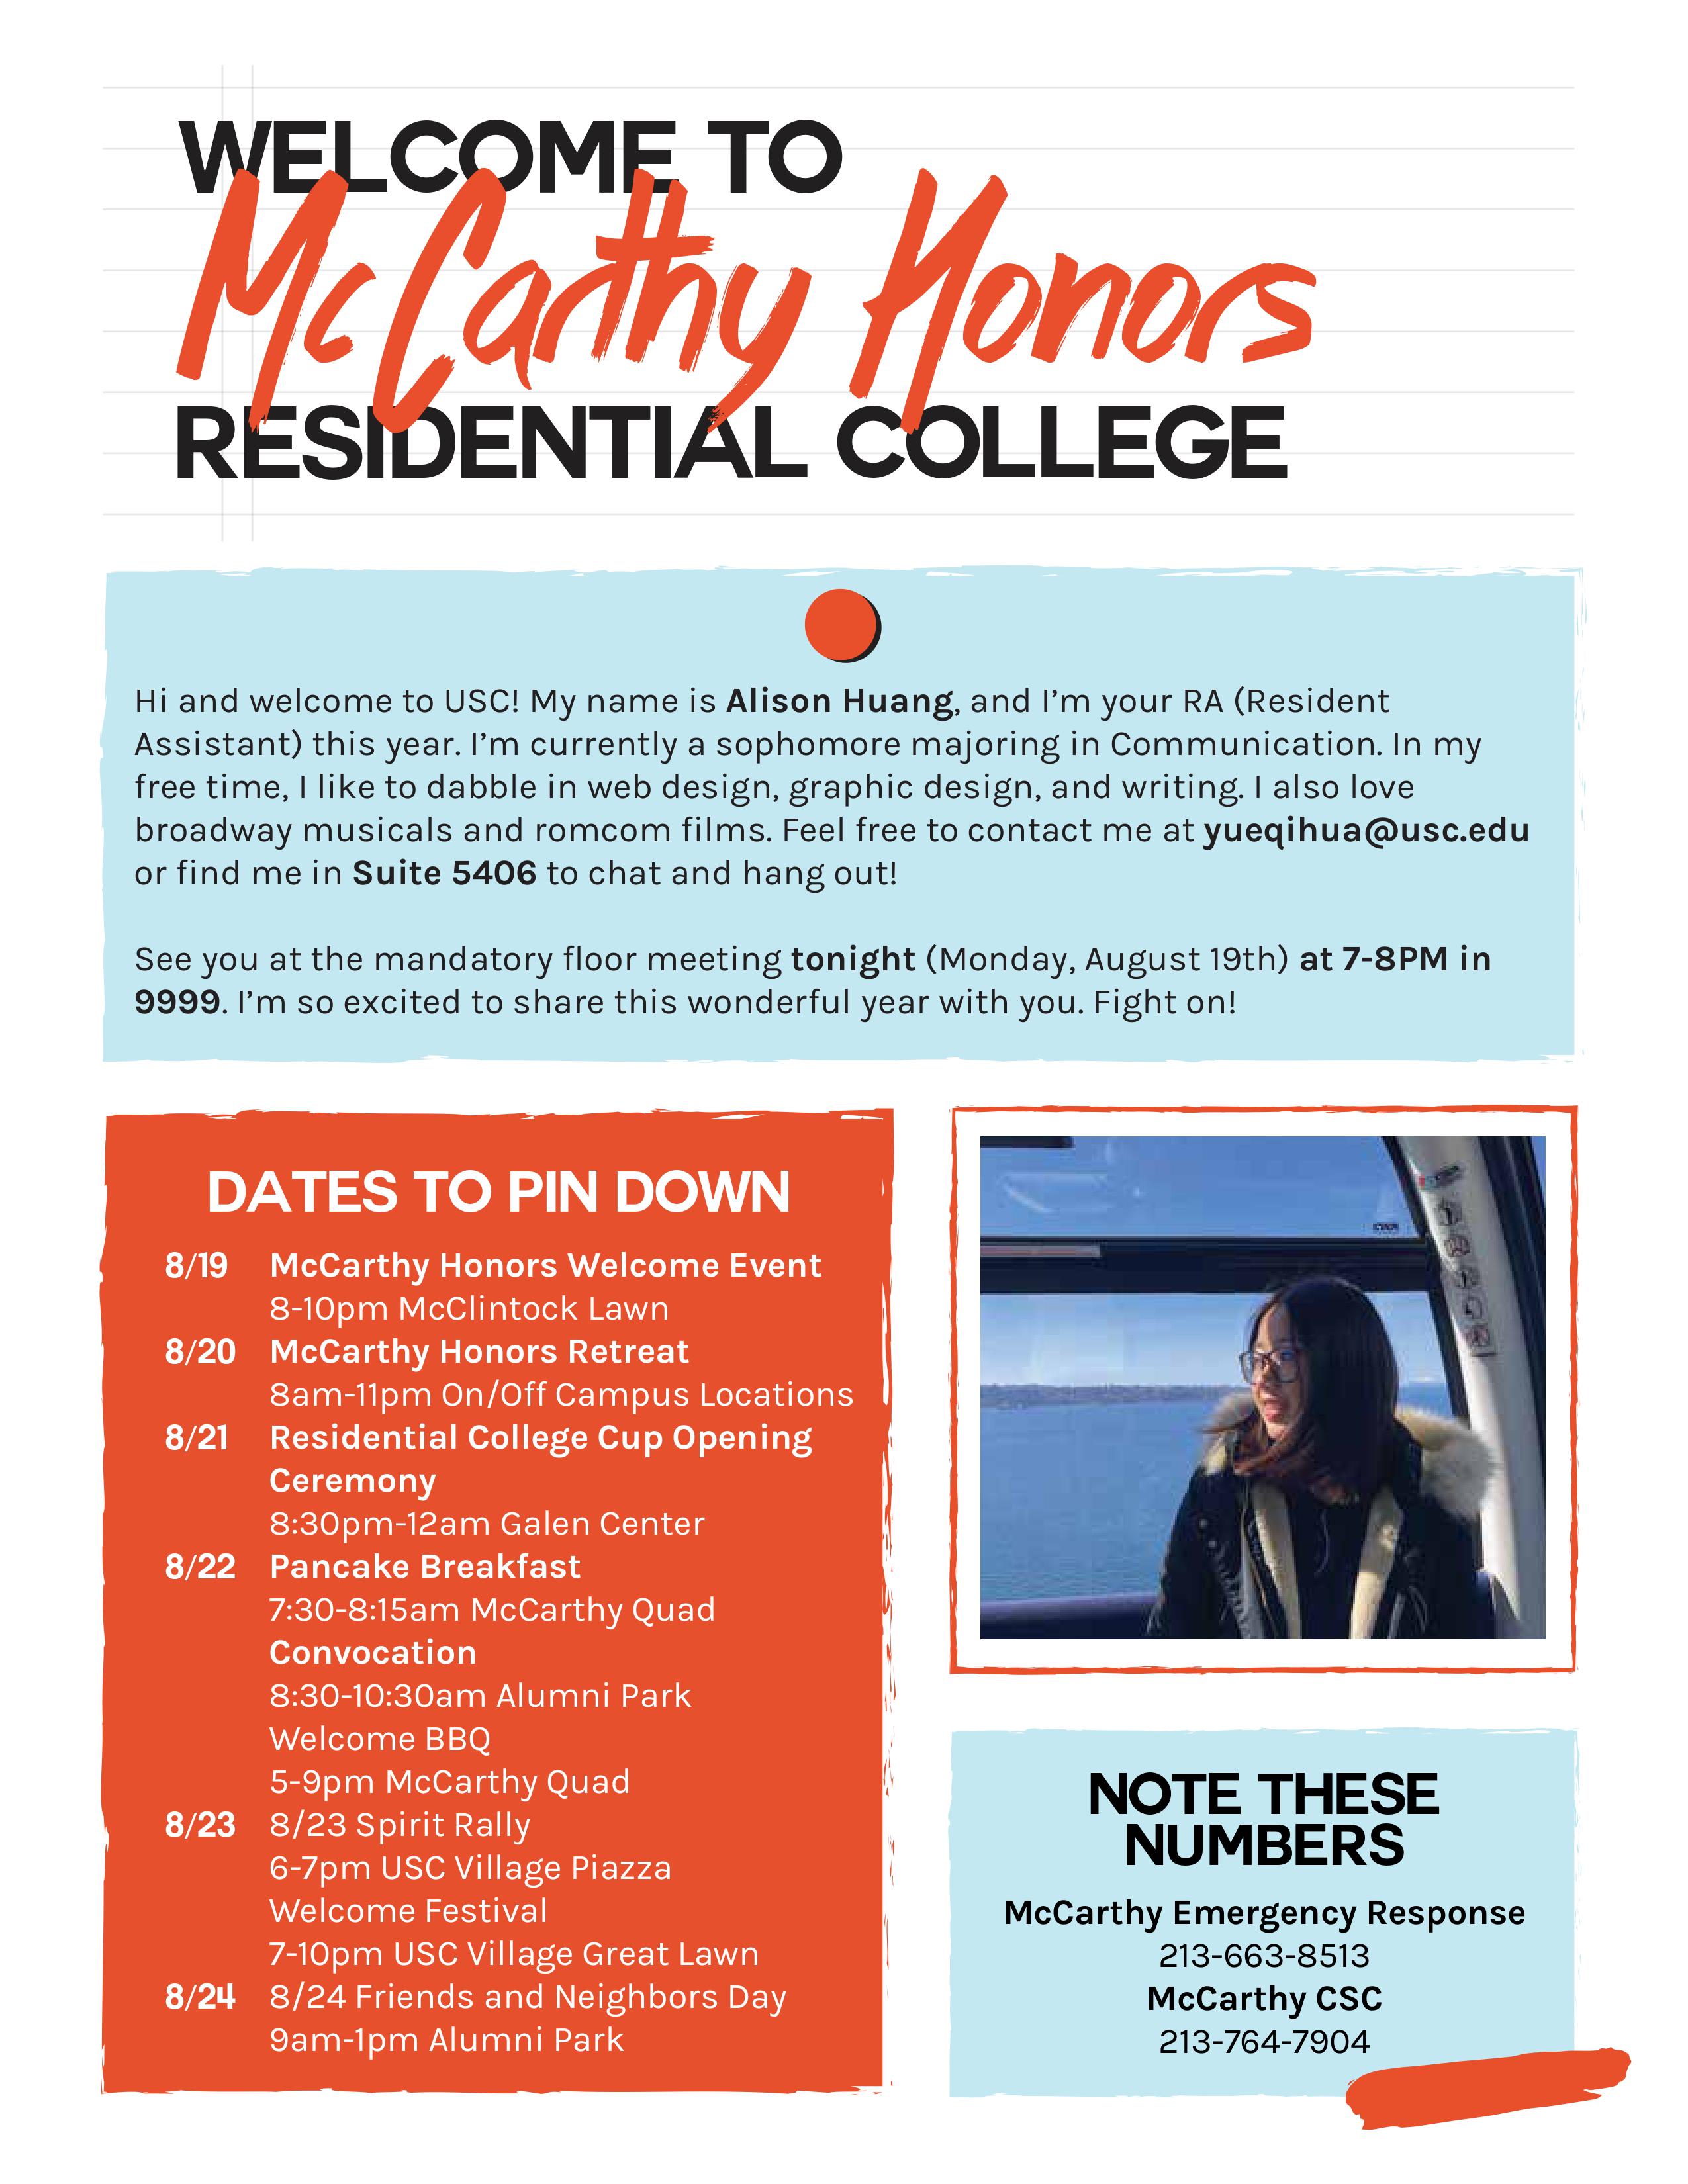 WELCOME TO
McCarthy Honors
RESIDENTIAL COLLEGE
Hi and welcome to USC! My name is Alison Huang, and I’m your RA (Resident
Assistant) this year. I’m currently a sophomore majoring in Communication. In my
free time, I like to dabble in web design, graphic design, and writing. I also love
broadway musicals and romcom films. Feel free to contact me at yueqihua@usc.edu
or find me in Suite 5406 to chat and hang out!
See you at the mandatory floor meeting tonight (Monday, August 19th) at 7-8PM in
9999. I’m so excited to share this wonderful year with you. Fight on!
DATES TO PIN DOWN
8/19 McCarthy Honors Welcome Event
8-10pm McClintock Lawn
8/20 McCarthy Honors Retreat
8am-11pm On/Off Campus Locations
8/21 Residential College Cup Opening
Ceremony
8:30pm-12am Galen Center
8/22 Pancake Breakfast
7:30-8:15am McCarthy Quad
Convocation
8:30-10:30am Alumni Park
Welcome BBQ
5-9pm McCarthy Quad
8/23 8/23 Spirit Rally
6-7pm USC Village Piazza
Welcome Festival
7-10pm USC Village Great Lawn
8/24 8/24 Friends and Neighbors Day
9am-1pm Alumni Park
NOTE THESE
NUMBERS
McCarthy Emergency Response
213-663-8513
McCarthy CSC
213-764-7904